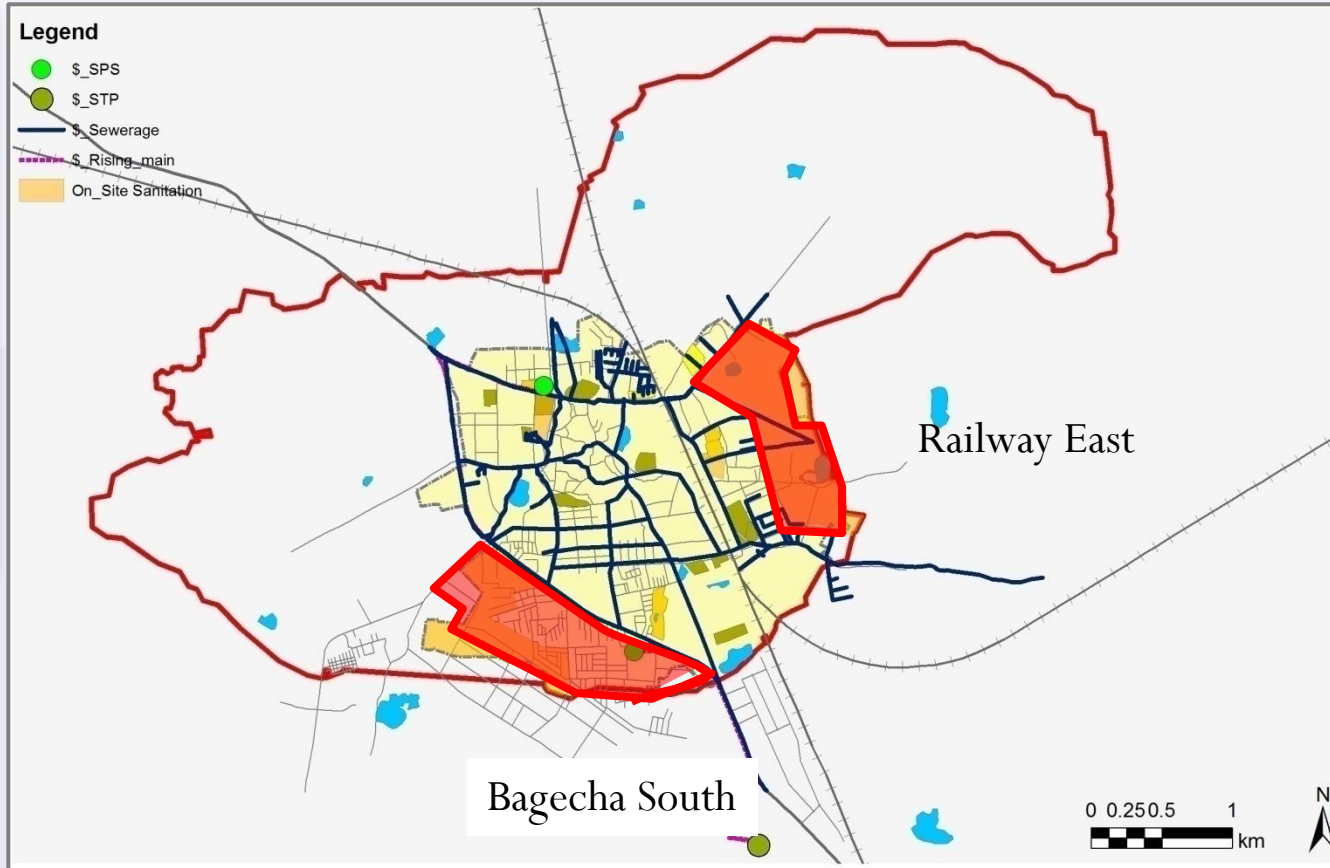 Legend
$_SPS
$_STP
$_Sewerage
$_Rising_main
On_Site Sanitation
Railway East
Bagecha South
0 0.25 0.5 1
km
N